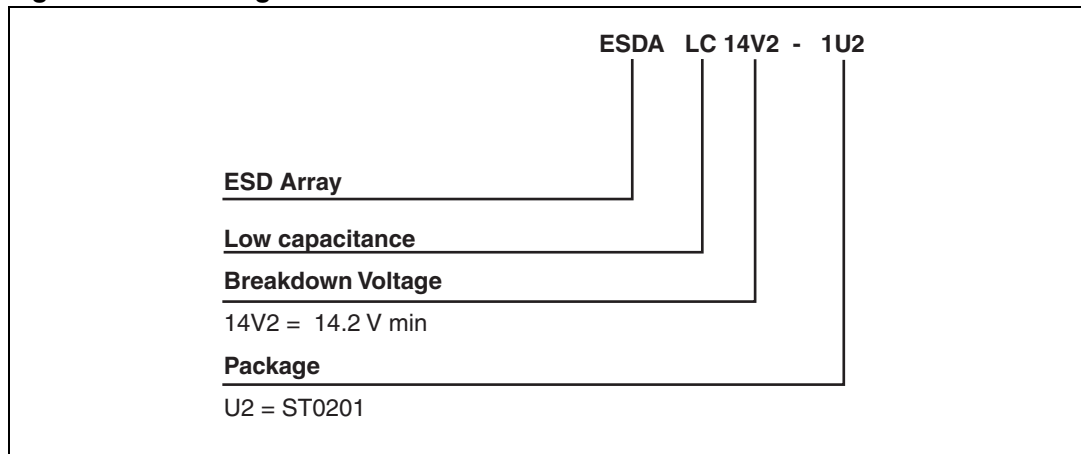 ESDA LC 14V2 - 1U2
ESD Array
Low capacitance
Breakdown Voltage
14V2 = 14.2 V min
Package
U2 = ST0201